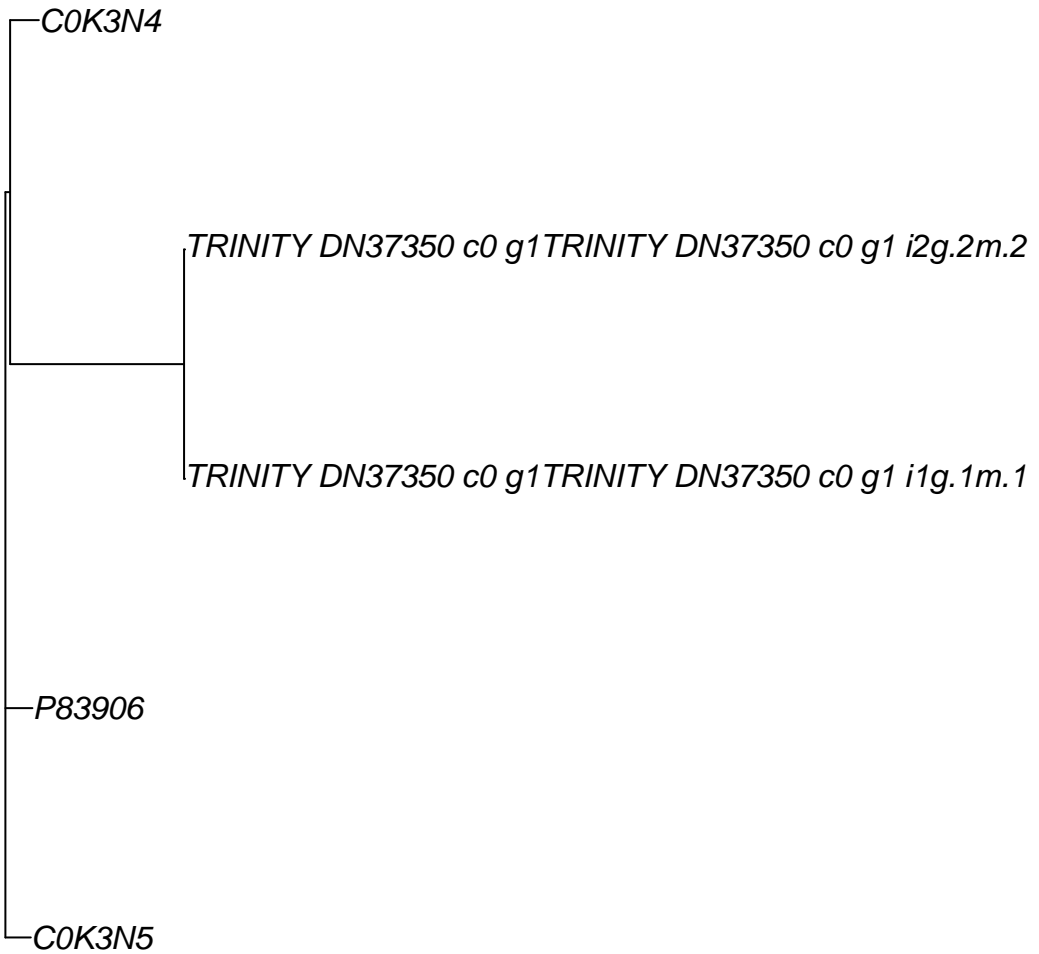 C0K3N4
TRINITY DN37350 c0 g1TRINITY DN37350 c0 g1 i2g.2m.2
TRINITY DN37350 c0 g1TRINITY DN37350 c0 g1 i1g.1m.1
P83906
C0K3N5